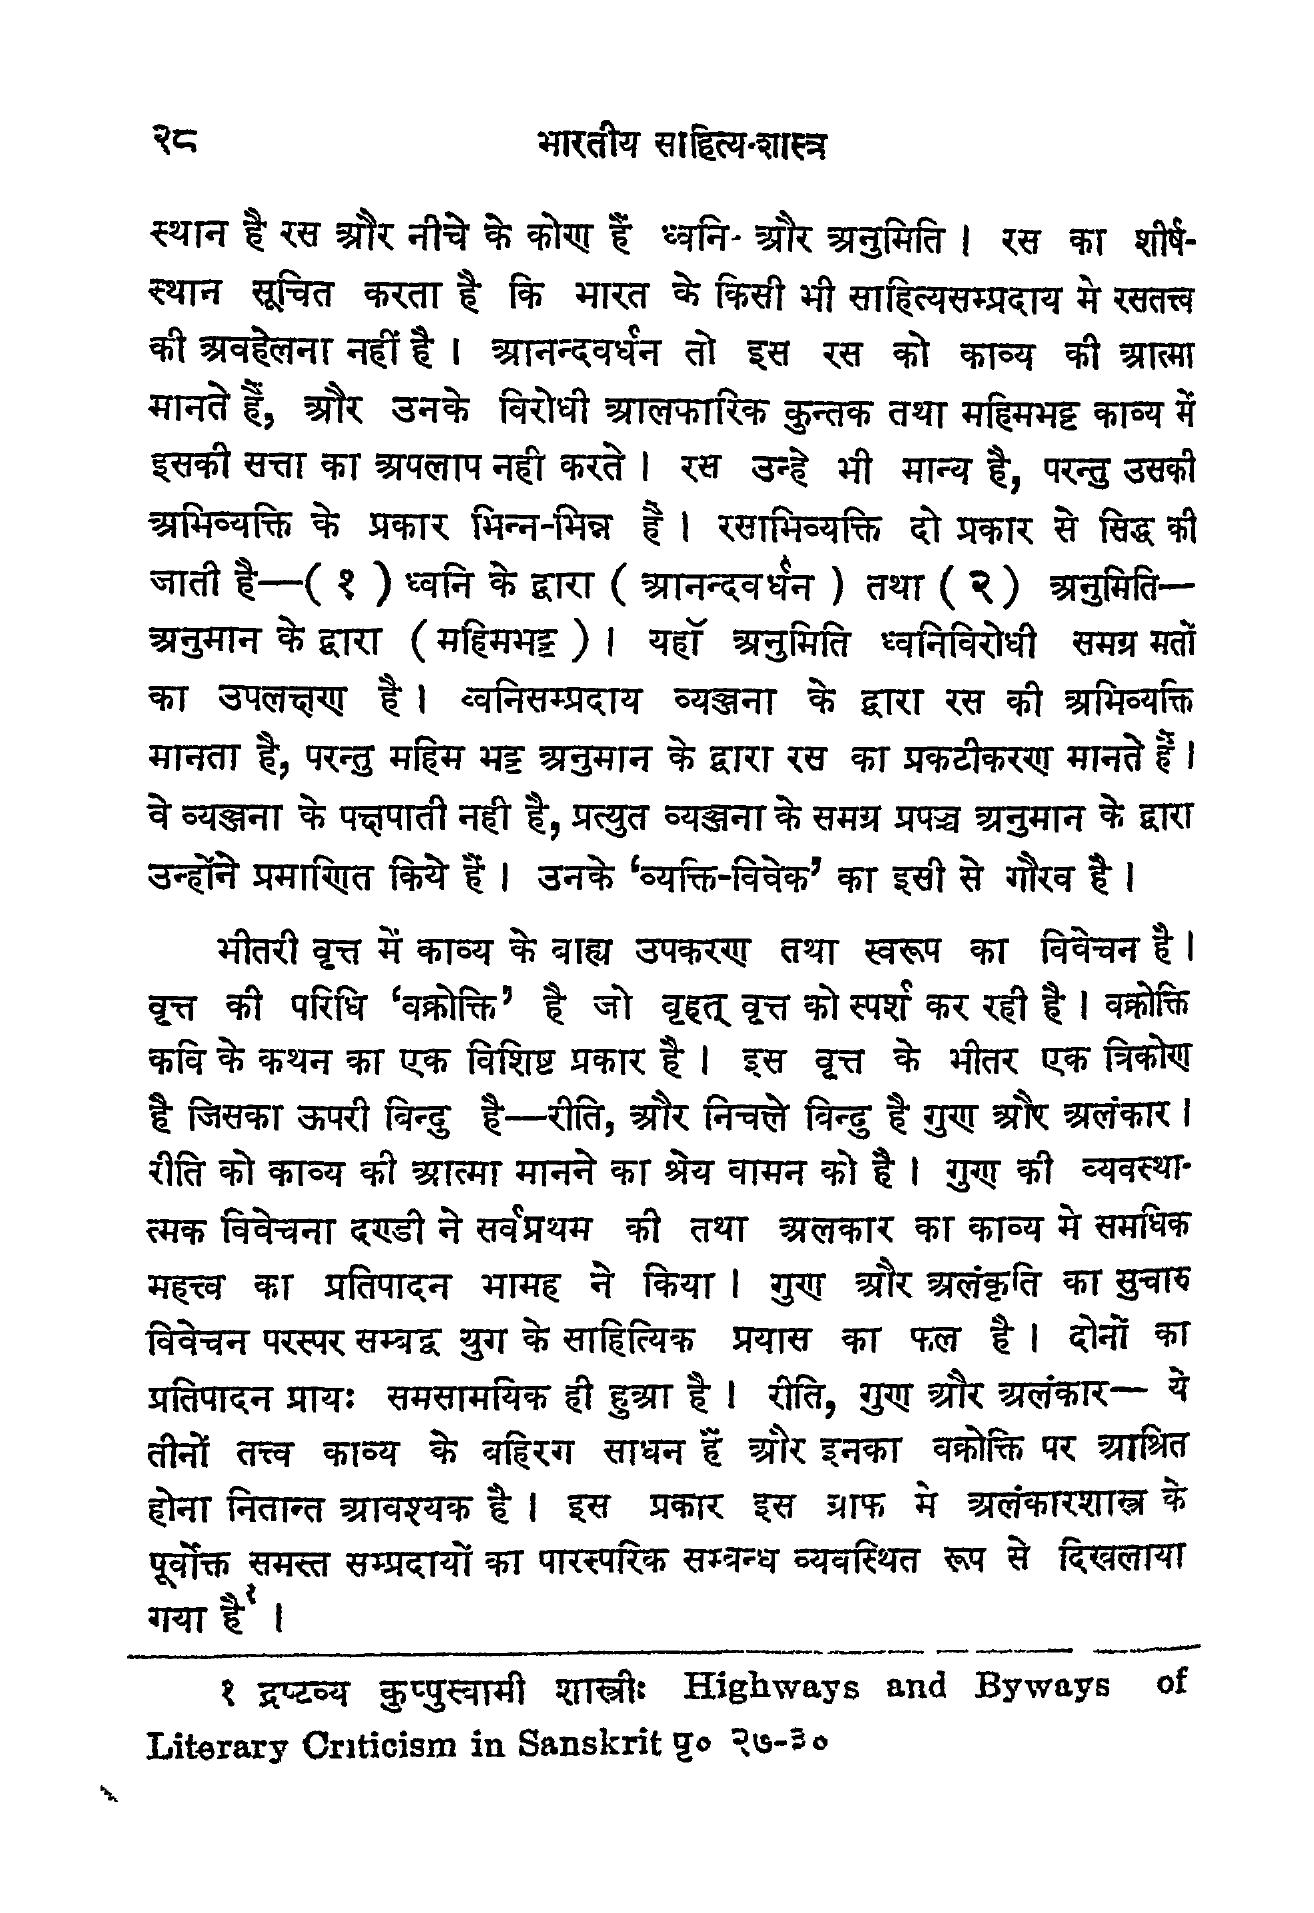 २८ भारतीय साहित्य-शास्त्र
स्थान है रस और नीचे के कोण हैं ध्वनि- और अनुमिति । रस का शीर्ष-
स्थान सूचित करता है कि भारत के किसी भी साहित्यसम्प्रदाय मे रसतत्त्व
की अवहेलना नहीं है । आनन्दवर्धन तो इस रस को काव्य की आत्मा
मानते हैं, और उनके विरोधी आलकारिक कुन्तक तथा महिमभट्ट काव्य में
इसकी सत्ता का अपलाप नही करते । रस उन्हे भी मान्य है, परन्तु उसकी
अभिव्यक्ति के प्रकार भिन्न-भिन्न हैं । रसाभिव्यक्ति दो प्रकार से सिद्ध की
जाती है—( १ ) ध्वनि के द्वारा ( आनन्दवर्धन ) तथा ( २ ) अनुमिति—
अनुमान के द्वारा ( महिमभट्ट ) । यहाँ अनुमिति ध्वनिविरोधी समग्र मतों
का उपलक्षण है । ध्वनिसम्प्रदाय व्यञ्जना के द्वारा रस की अभिव्यक्ति
मानता है, परन्तु महिम भट्ट अनुमान के द्वारा रस का प्रकटीकरण मानते हैं ।
वे व्यञ्जना के पक्षपाती नही है, प्रत्युत व्यञ्जना के समग्र प्रपञ्च अनुमान के द्वारा
उन्होंने प्रमाणित किये हैं । उनके ‘व्यक्ति-विवेक’ का इसी से गौरव है ।
भीतरी वृत्त में काव्य के बाह्य उपकरण तथा स्वरूप का विवेचन है ।
वृत्त की परिधि ‘वक्रोक्ति’ है जो वृहत् वृत्त को स्पर्श कर रही है । वक्रोक्ति
कवि के कथन का एक विशिष्ट प्रकार है । इस वृत्त के भीतर एक त्रिकोण
है जिसका ऊपरी बिन्दु है—रीति, और निचले विन्दु है गुण और अलंकार ।
रीति को काव्य की आत्मा मानने का श्रेय वामन को है । गुण की व्यवस्था-
त्मक विवेचना दण्डी ने सर्वप्रथम की तथा अलकार का काव्य मे समधिक
महत्त्व का प्रतिपादन भामह ने किया । गुण और अलंकृति का सुचारु
विवेचन परस्पर सम्बद्ध युग के साहित्यिक प्रयास का फल है । दोनों का
प्रतिपादन प्रायः समसामयिक ही हुआ है । रीति, गुण और अलंकार— ये
तीनों तत्त्व काव्य के बहिरग साधन हैं और इनका वक्रोक्ति पर आश्रित
होना नितान्त आवश्यक है । इस प्रकार इस ग्राफ मे अलंकारशास्त्र के
पूर्वोक्त समस्त सम्प्रदायों का पारस्परिक सम्बन्ध व्यवस्थित रूप से दिखलाया
गया है१ ।
१ द्रष्टव्य कुप्पुस्वामी शास्त्रीः Highways and Byways of
Literary Criticism in Sanskrit पृ० २७-३०